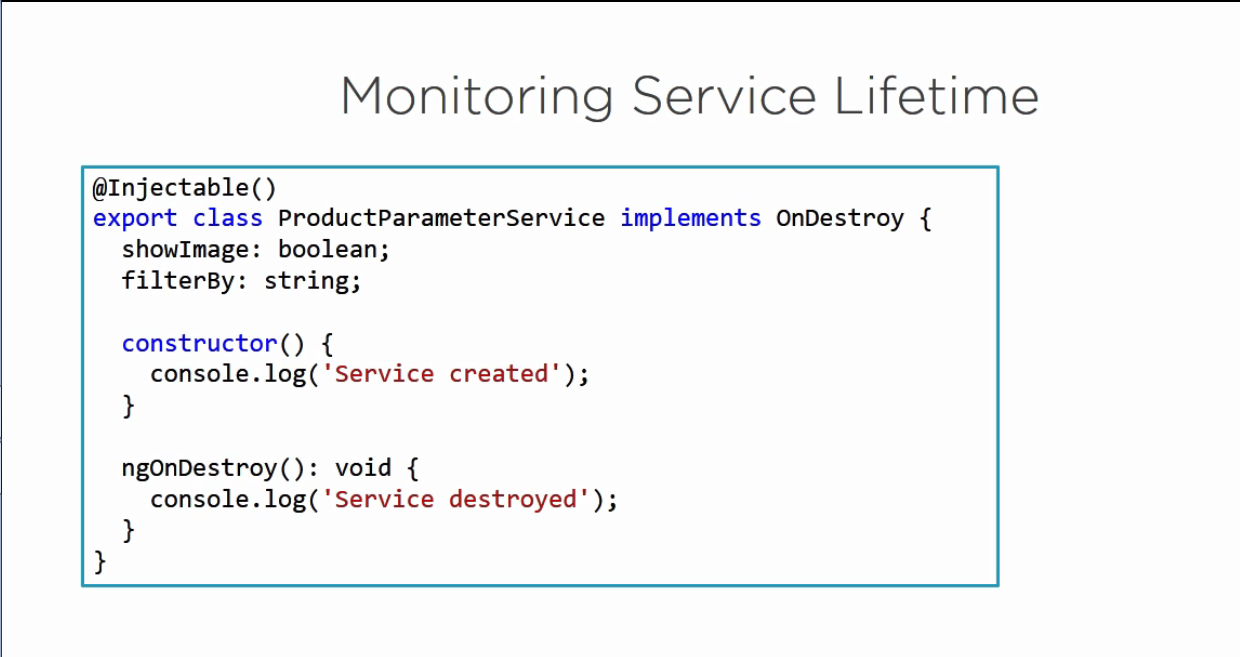 Monitoring Service Lifetime
@Injectable()
export class ProductParameterService implements OnDestroy {
  showImage: boolean;
  filterBy: string;

  constructor() {
    console.log('Service created');
  }

  ngOnDestroy(): void {
    console.log('Service destroyed');
  }
}